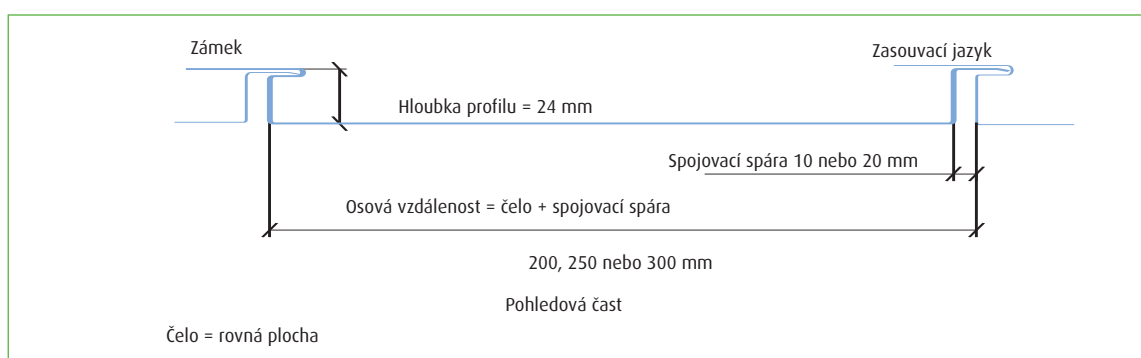 Zámek
Zasouvací jazyk
Hloubka profilu = 24 mm
Spojovací spára 10 nebo 20 mm
Osová vzdálenost = čelo + spojovací spára
200, 250 nebo 300 mm
Pohledová část
Čelo = rovná plocha